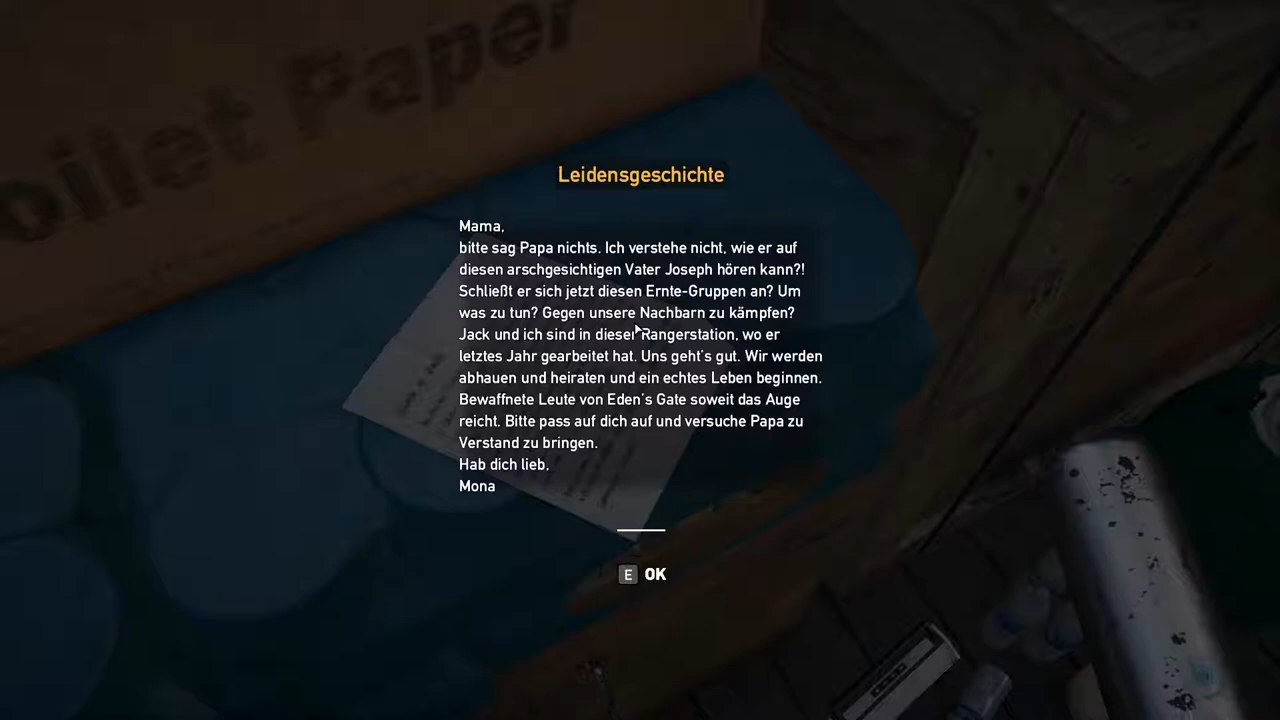 Toilet Paper
Leidensgeschichte
Mama,
bitte sag Papa nichts. Ich verstehe nicht, wie er auf
diesen arschgesichtigen Vater Joseph hören kann?!
Schließt er sich jetzt diesen Ernte-Gruppen an? Um
was zu tun? Gegen unsere Nachbarn zu kämpfen?
Jack und ich sind in dieser Rangerstation, wo er
letztes Jahr gearbeitet hat. Uns geht's gut. Wir werden
abhauen und heiraten und ein echtes Leben beginnen.
Bewaffnete Leute von Eden's Gate soweit das Auge
reicht. Bitte pass auf dich auf und versuche Papa zu
Verstand zu bringen.
Hab dich lieb,
Mona
E OK